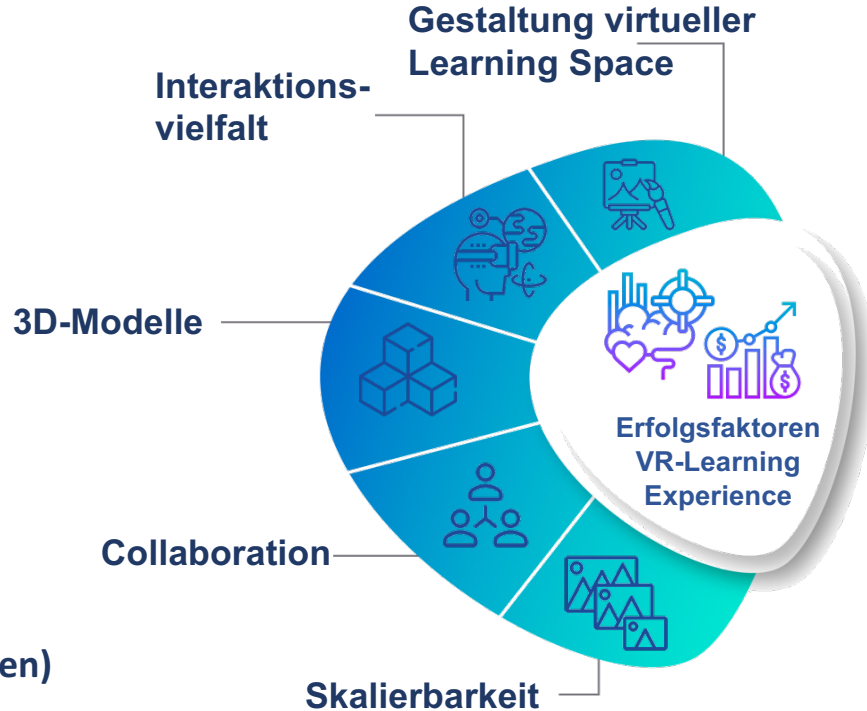 Gestaltung virtueller
Learning Space
Interaktions-
vielfalt
3D-Modelle
Erfolgsfaktoren
VR-Learning
Experience
Collaboration
en)
Skalierbarkeit